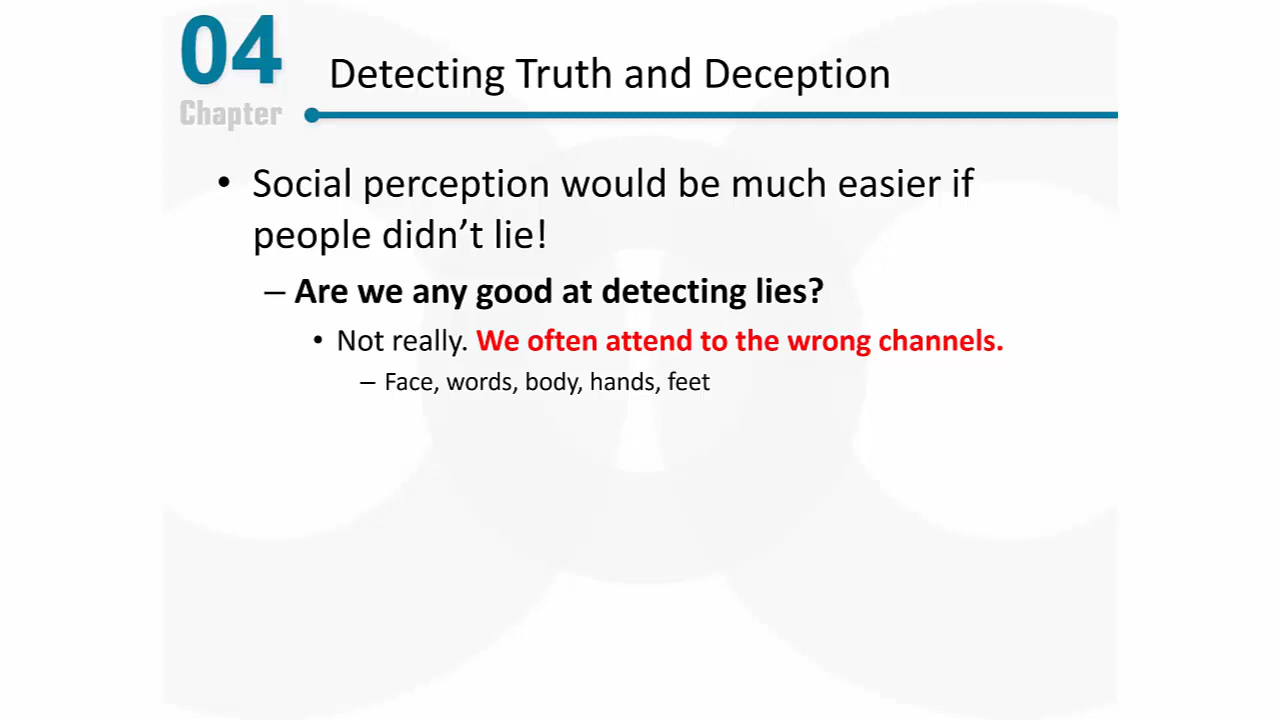 04
Chapter
Detecting Truth and Deception
• Social perception would be much easier if
people didn’t lie!
– Are we any good at detecting lies?
• Not really. We often attend to the wrong channels.
– Face, words, body, hands, feet